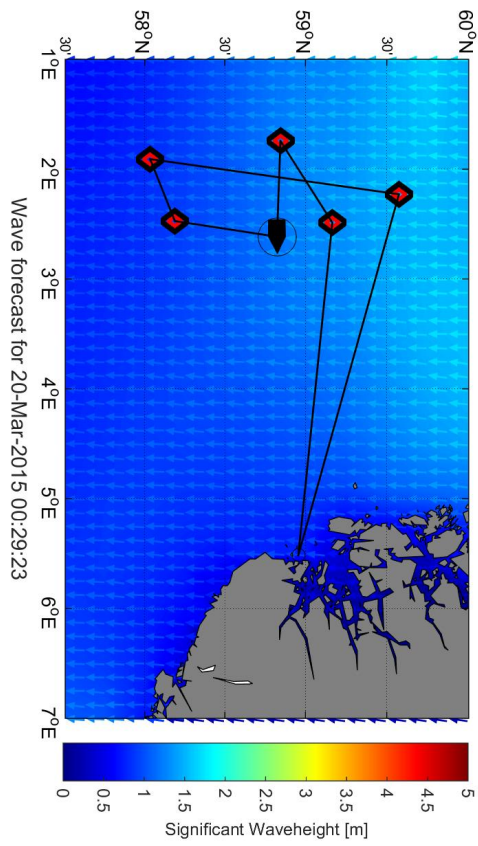 60°N
30'
59°N
30'
58°N
30'
1°E
2°E
3°E
4°E
5°E
6°E
7°E
Wave forecast for 20-Mar-2015 00:29:23
0
0.5
1
1.5
2
2.5
3
3.5
4
4.5
5
Significant Waveheight [m]